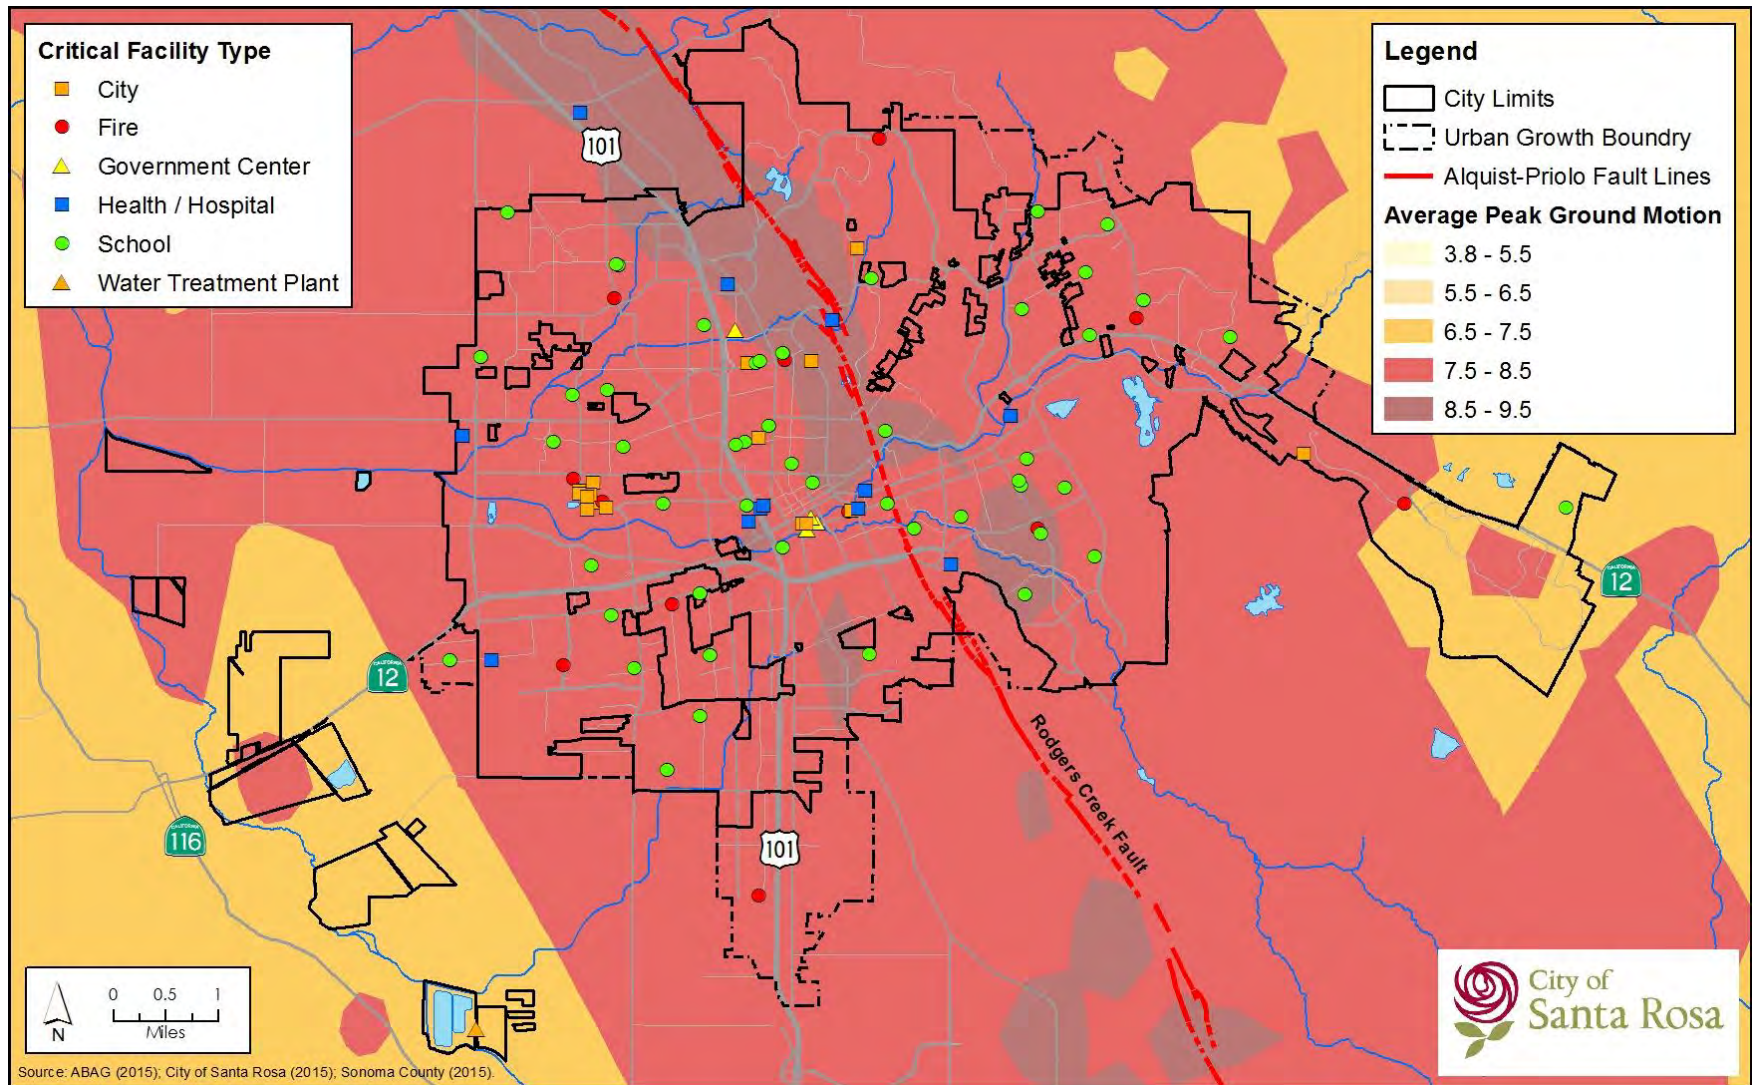 Critical Facility Type
City
Fire
Government Center
Health / Hospital
School
Water Treatment Plant
Legend
City Limits
Urban Growth Boundry
Alquist-Priolo Fault Lines
Average Peak Ground Motion
3.8 - 5.5
5.5 - 6.5
6.5 - 7.5
7.5 - 8.5
8.5 - 9.5
101
CALIFORNIA
12
CALIFORNIA
12
CALIFORNIA
116
101
Rodgers Creek Fault
0 0.5 1
Miles
N
City of
Santa Rosa
Source: ABAG (2015); City of Santa Rosa (2015); Sonoma County (2015).